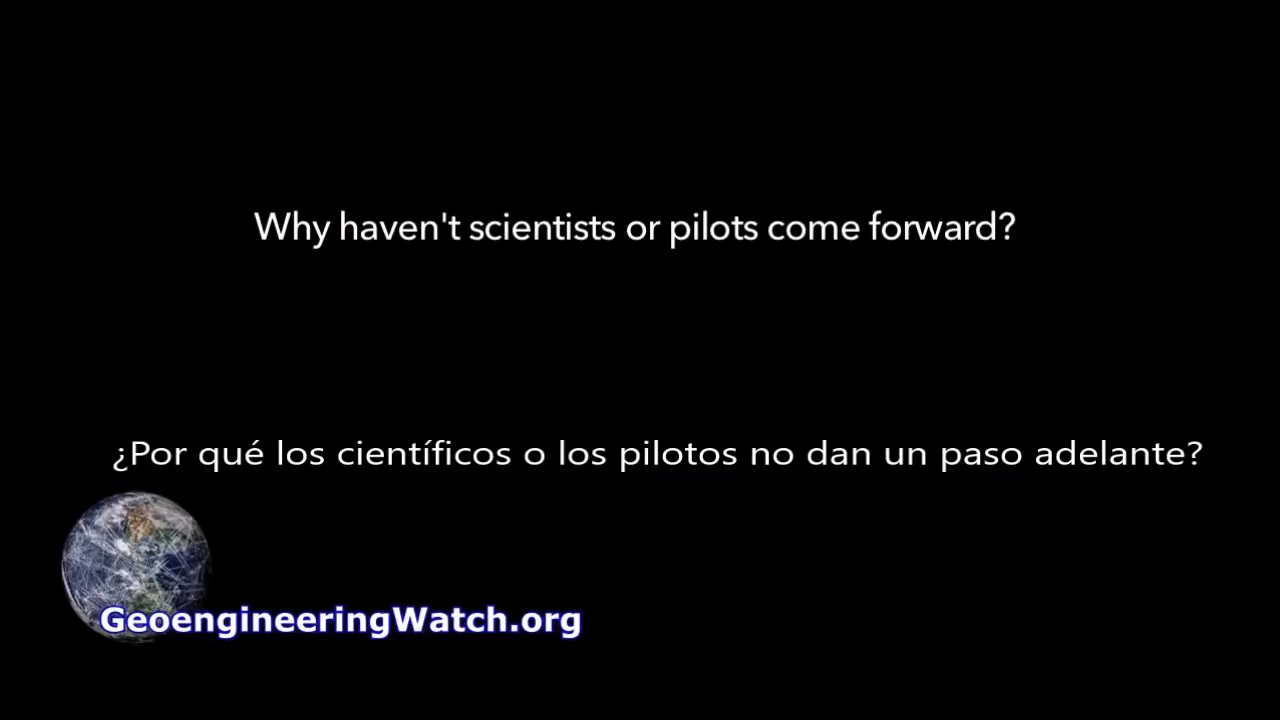 Why haven't scientists or pilots come forward?
¿Por qué los científicos o los pilotos no dan un paso adelante?
GeoengineeringWatch.org